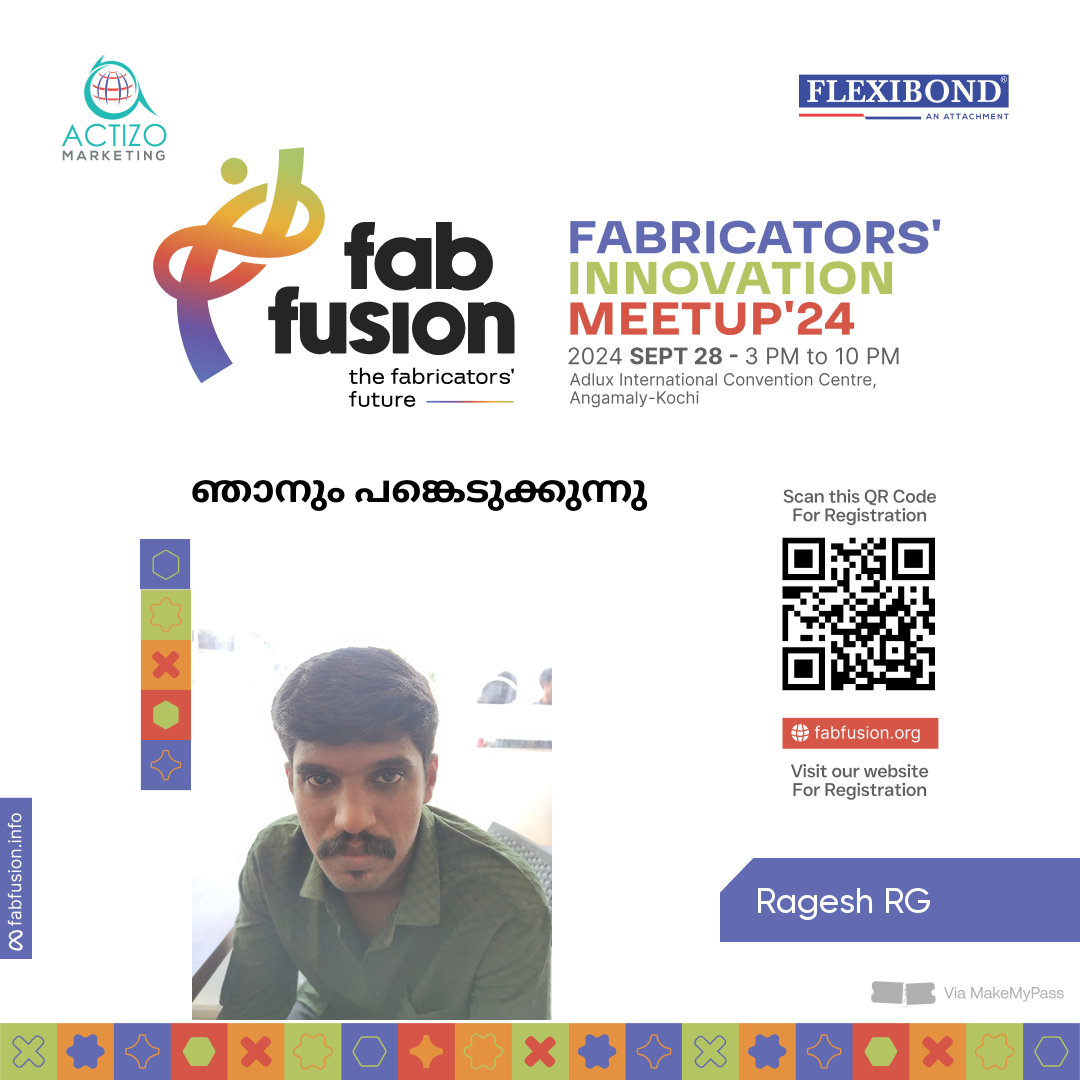 ACTIZO
MARKETING
FLEXIBOND®
AN ATTACHMENT
fab
fusion
the fabricators'
future
FABRICATORS'
INNOVATION
MEETUP'24
2024 SEPT 28 - 3 PM to 10 PM
Adlux International Convention Centre,
Angamaly-Kochi
ഞാനും പങ്കെടുക്കുന്നു
Scan this QR Code
For Registration
fabfusion.org
Visit our website
For Registration
fabfusion.info
Ragesh RG
Via MakeMyPass